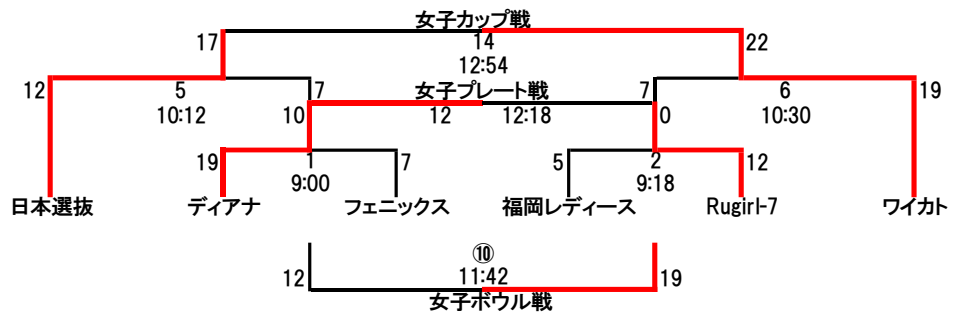 女子カップ戦
17 14 22
12:54
12 5 7 女子プレート戦 7 6 19
10:12 10 12 12:18 0 10:30
19 1 7 5 2 12
9:00 9:18
日本選抜 ディアナ フェニックス 福岡レディース Rugirl-7 ワイカト
⑩
12 11:42 19
女子ボウル戦